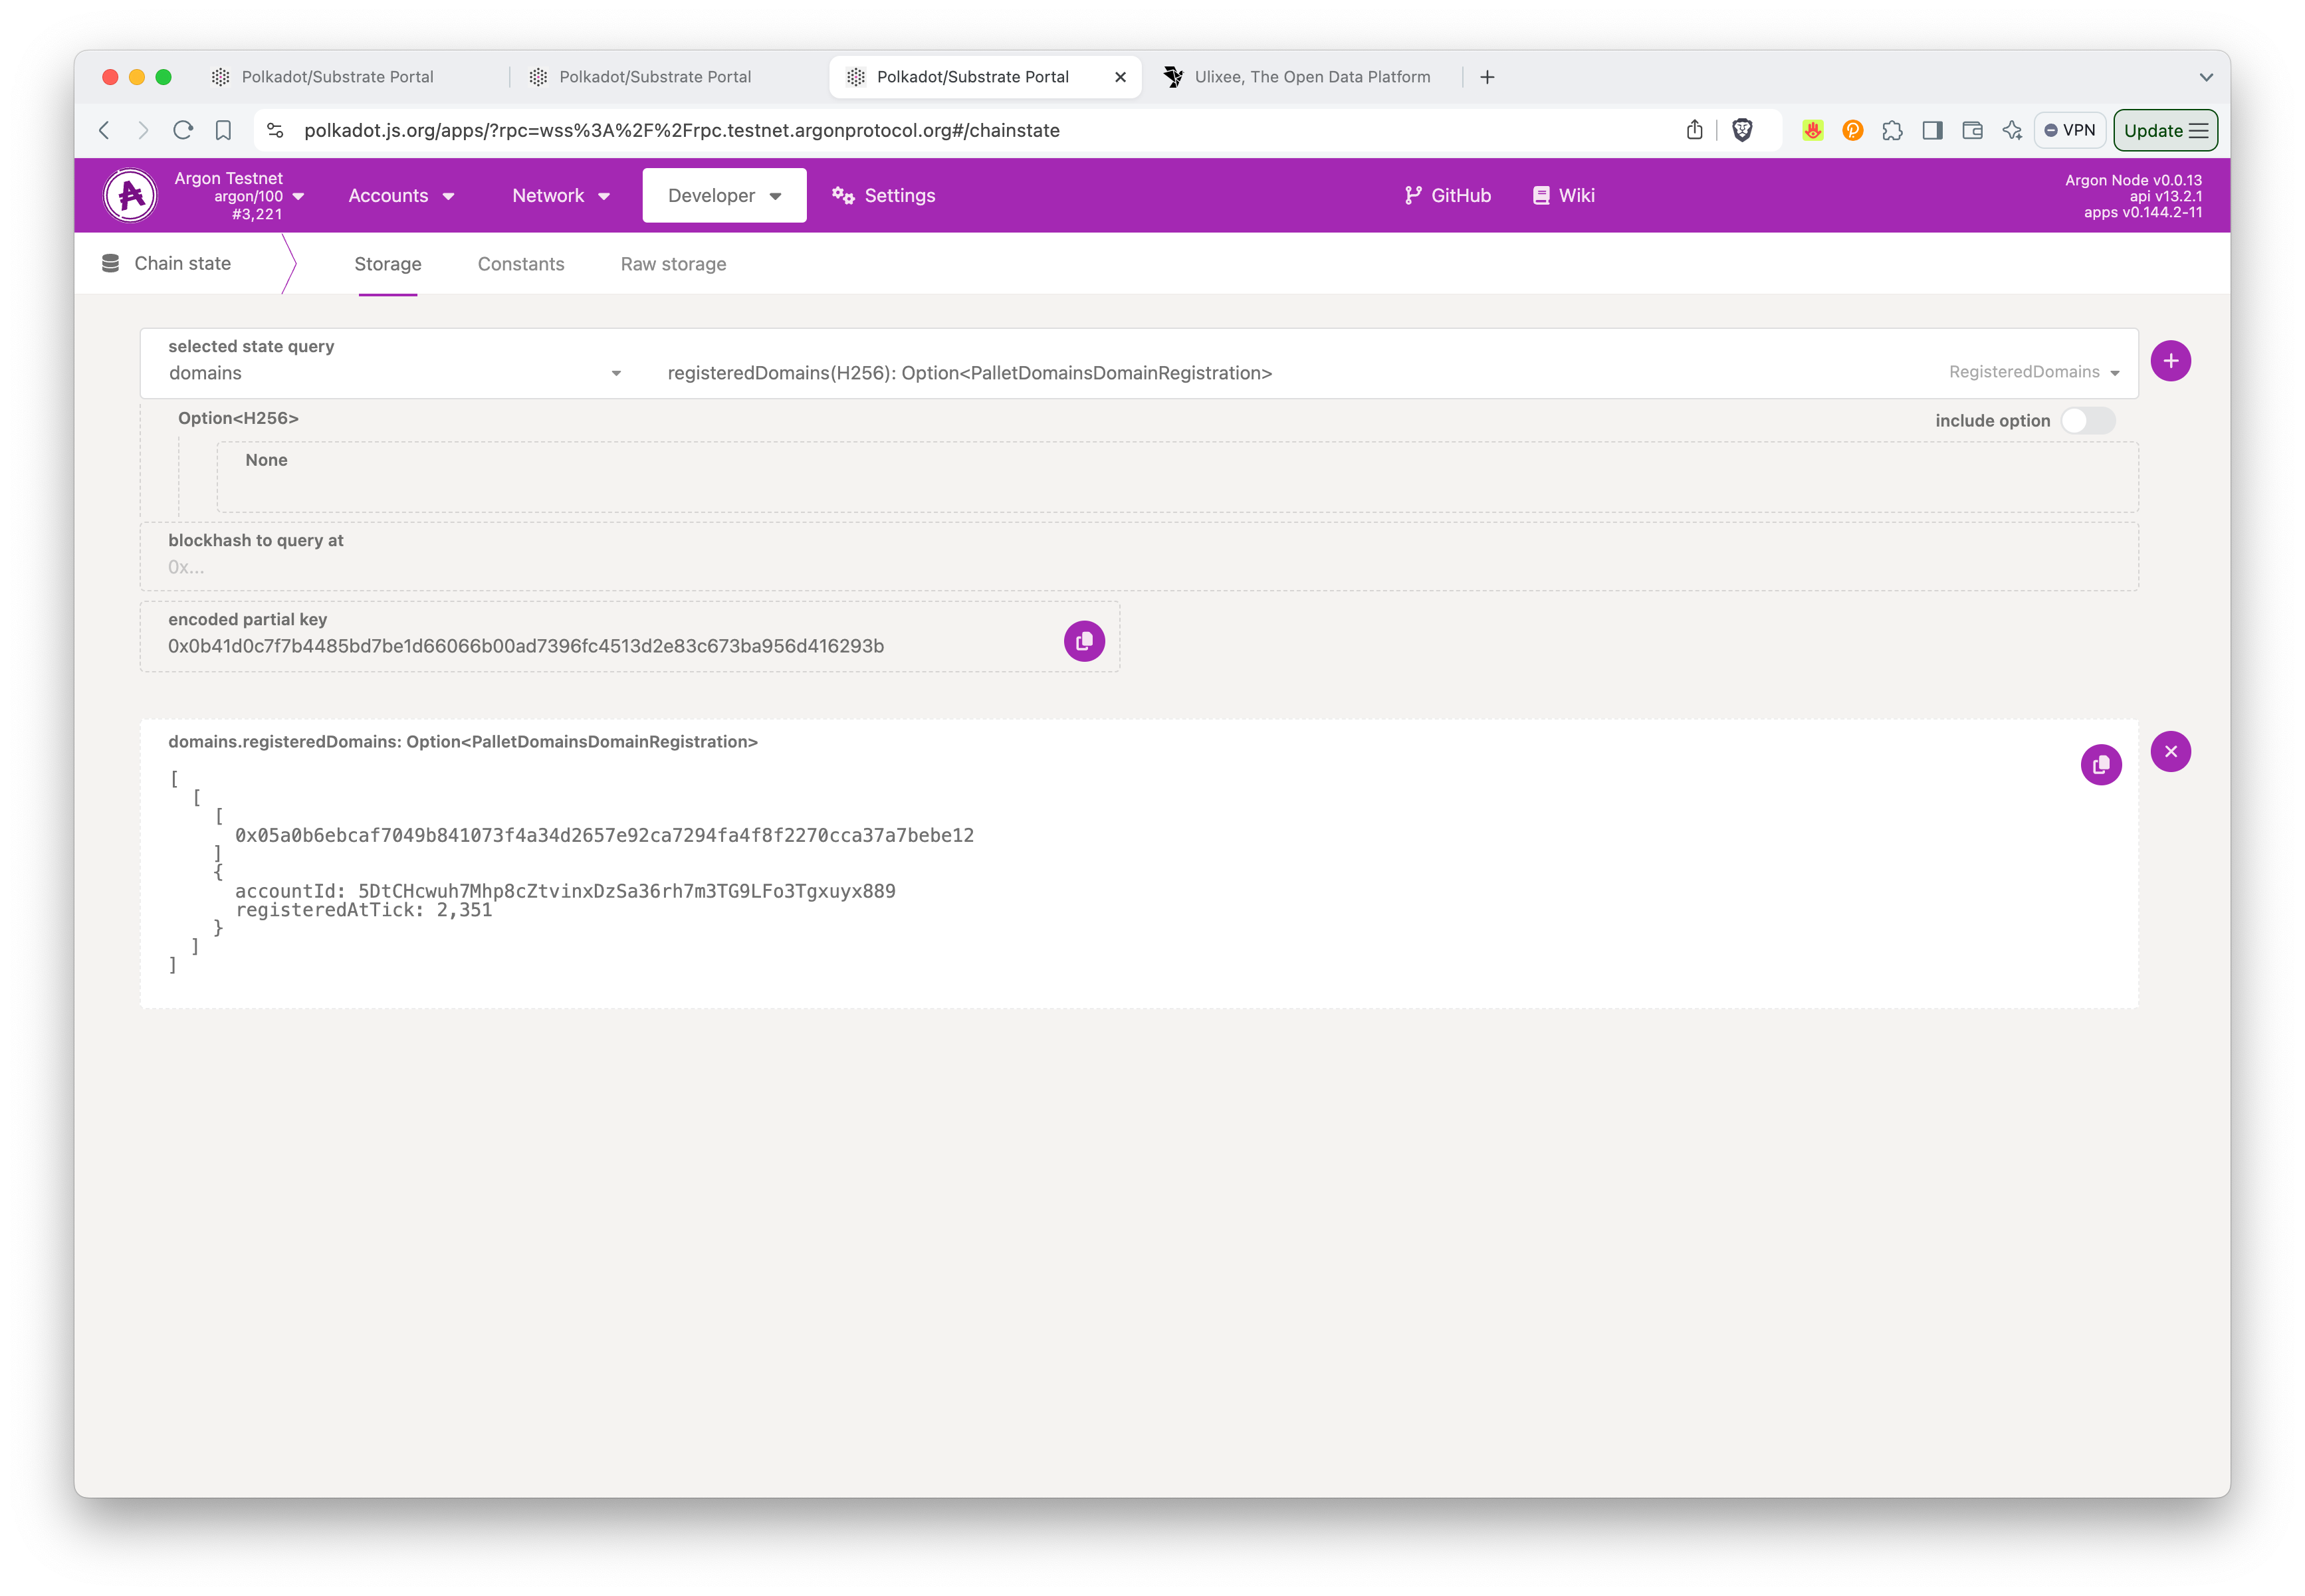 Polkadot/Substrate Portal
Polkadot/Substrate Portal
Polkadot/Substrate Portal
Ulixee, The Open Data Platform
polkadot.js.org/apps/?rpc=wss%3A%2F%2Frpc.testnet.argonprotocol.org#/chainstate
VPN
Update
Argon Testnet
argon/100
#3,221
Accounts
Network
Developer
Settings
GitHub
Wiki
Argon Node v0.0.13
api v13.2.1
apps v0.144.2-11
Chain state
Storage
Constants
Raw storage
selected state query
domains
registeredDomains(H256): Option<PalletDomainsDomainRegistration>
RegisteredDomains
Option<H256>
include option
None
blockhash to query at
0x...
encoded partial key
0x0b41d0c7f7b4485bd7be1d66066b00ad7396fc4513d2e83c673ba956d416293b
domains.registeredDomains: Option<PalletDomainsDomainRegistration>
[
[
[
0x05a0b6ebcaf7049b841073f4a34d2657e92ca7294fa4f8f2270cca37a7bebe12
]
{
accountId: 5DtCHcwuh7Mhp8cZtvinxDzSa36rh7m3TG9LFo3Tgxuyx889
registeredAtTick: 2,351
}
]
]